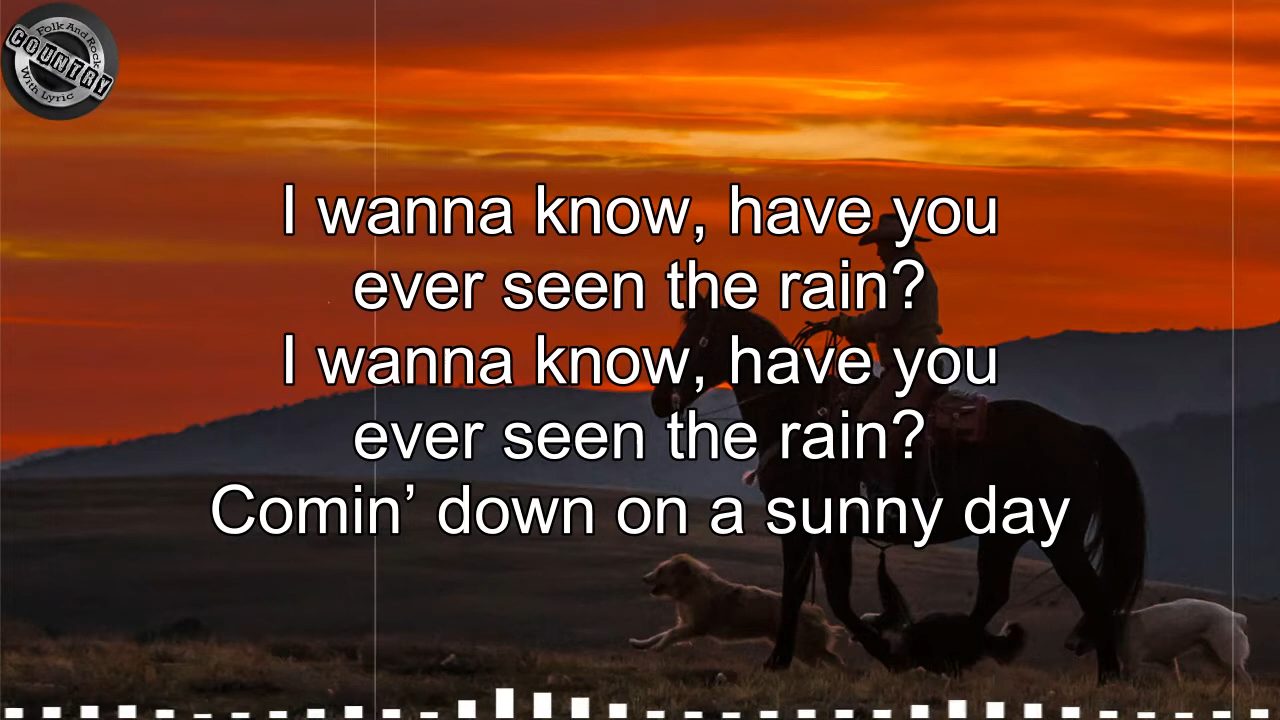 Folk And Rock
COUNTRY
With Lyric
I wanna know, have you
ever seen the rain?
I wanna know, have you
ever seen the rain?
Comin’ down on a sunny day